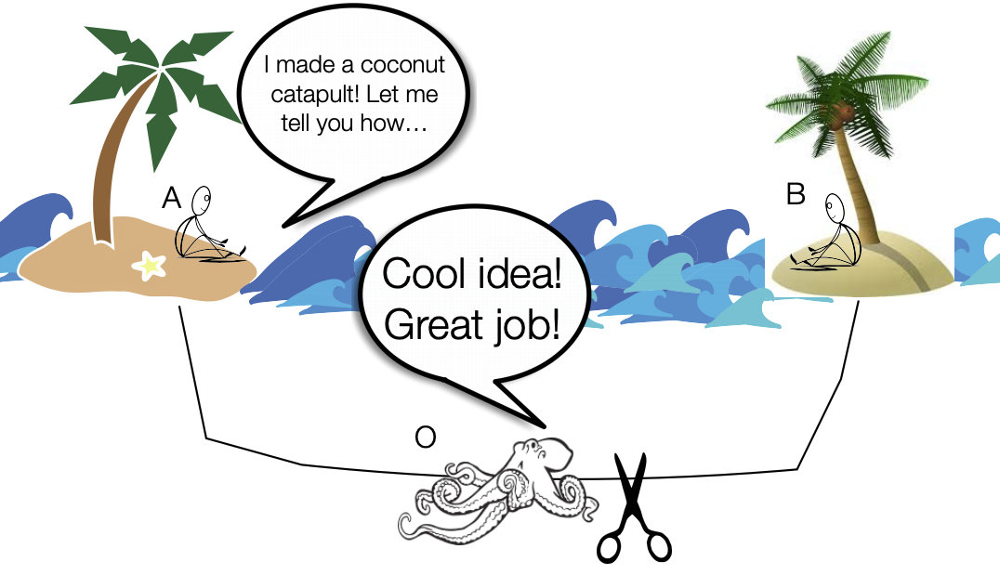 I made a coconut
catapult! Let me
tell you how…
A
B
Cool idea!
Great job!
O